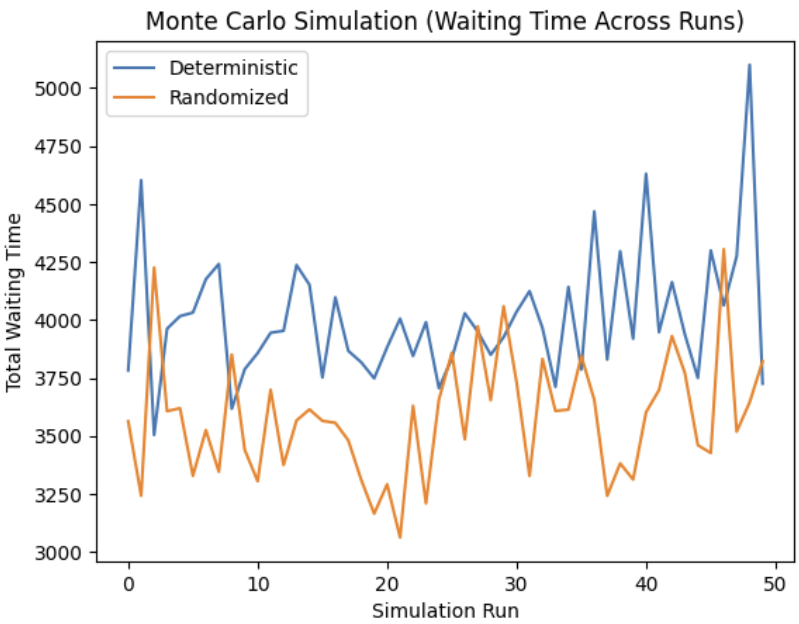 Monte Carlo Simulation (Waiting Time Across Runs)
Deterministic
Randomized
Total Waiting Time
5000
4750
4500
4250
4000
3750
3500
3250
3000
0 10 20 30 40 50
Simulation Run